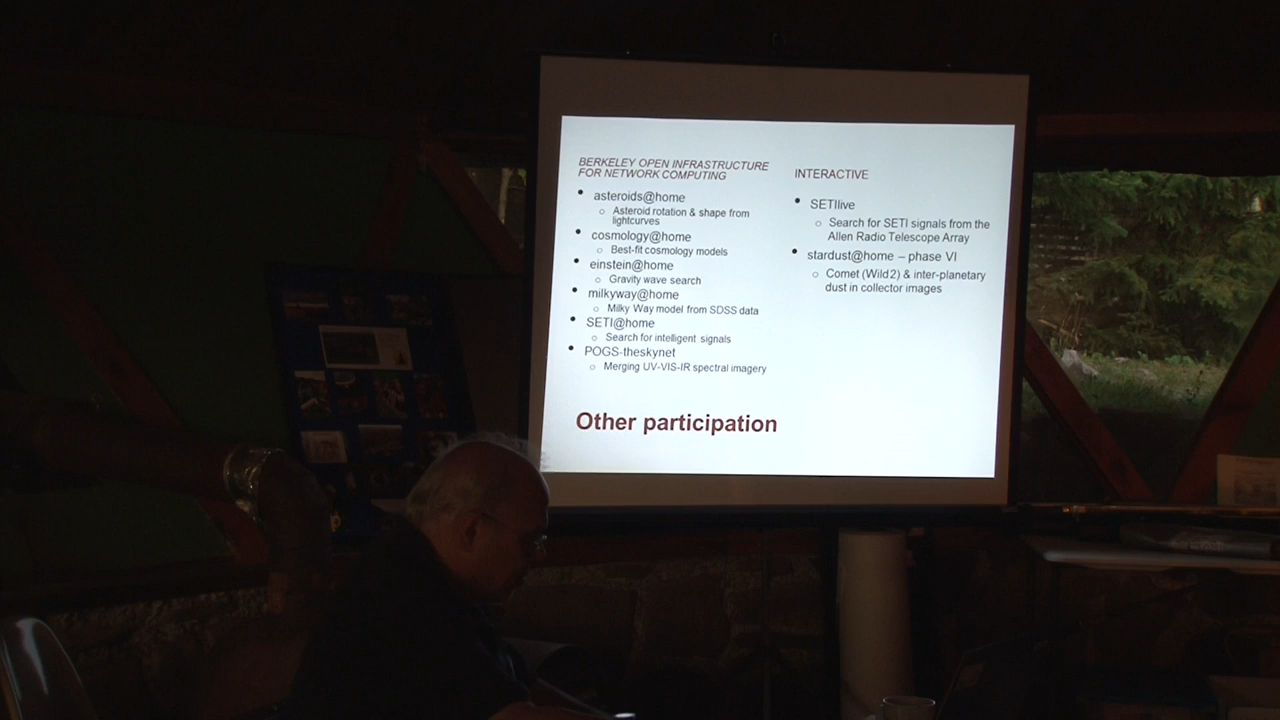 BERKELEY OPEN INFRASTRUCTURE
FOR NETWORK COMPUTING
• asteroids@home
○ Asteroid rotation & shape from
lightcurves
• cosmology@home
○ Best-fit cosmology models
• einstein@home
○ Gravity wave search
• milkyway@home
○ Milky Way model from SDSS data
• SETI@home
○ Search for intelligent signals
• POGS-theskynet
○ Merging UV-VIS-IR spectral imagery
INTERACTIVE
• SETIlive
○ Search for SETI signals from the
Allen Radio Telescope Array
• stardust@home – phase VI
○ Comet (Wild2) & inter-planetary
dust in collector images
Other participation